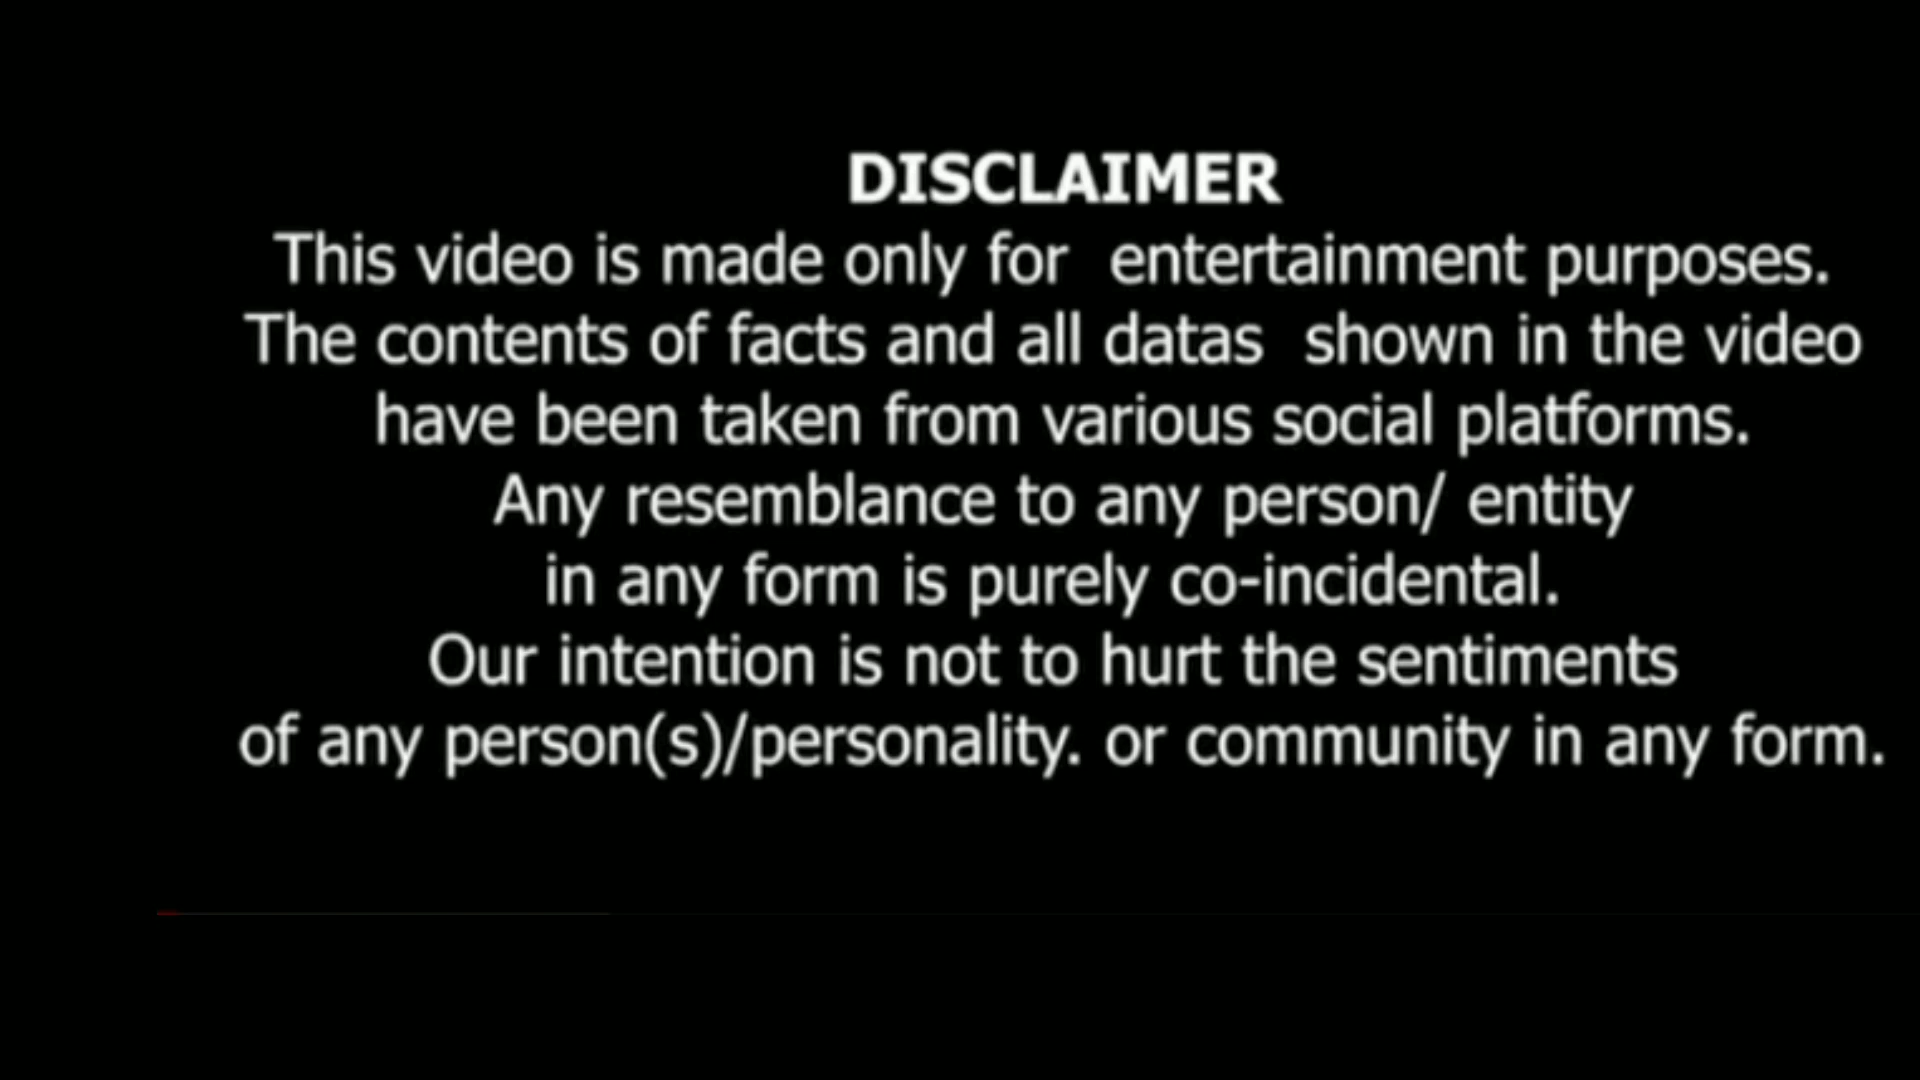 DISCLAIMER
This video is made only for  entertainment purposes.
The contents of facts and all datas  shown in the video
have been taken from various social platforms.
Any resemblance to any person/ entity
in any form is purely co-incidental.
Our intention is not to hurt the sentiments
of any person(s)/personality. or community in any form.